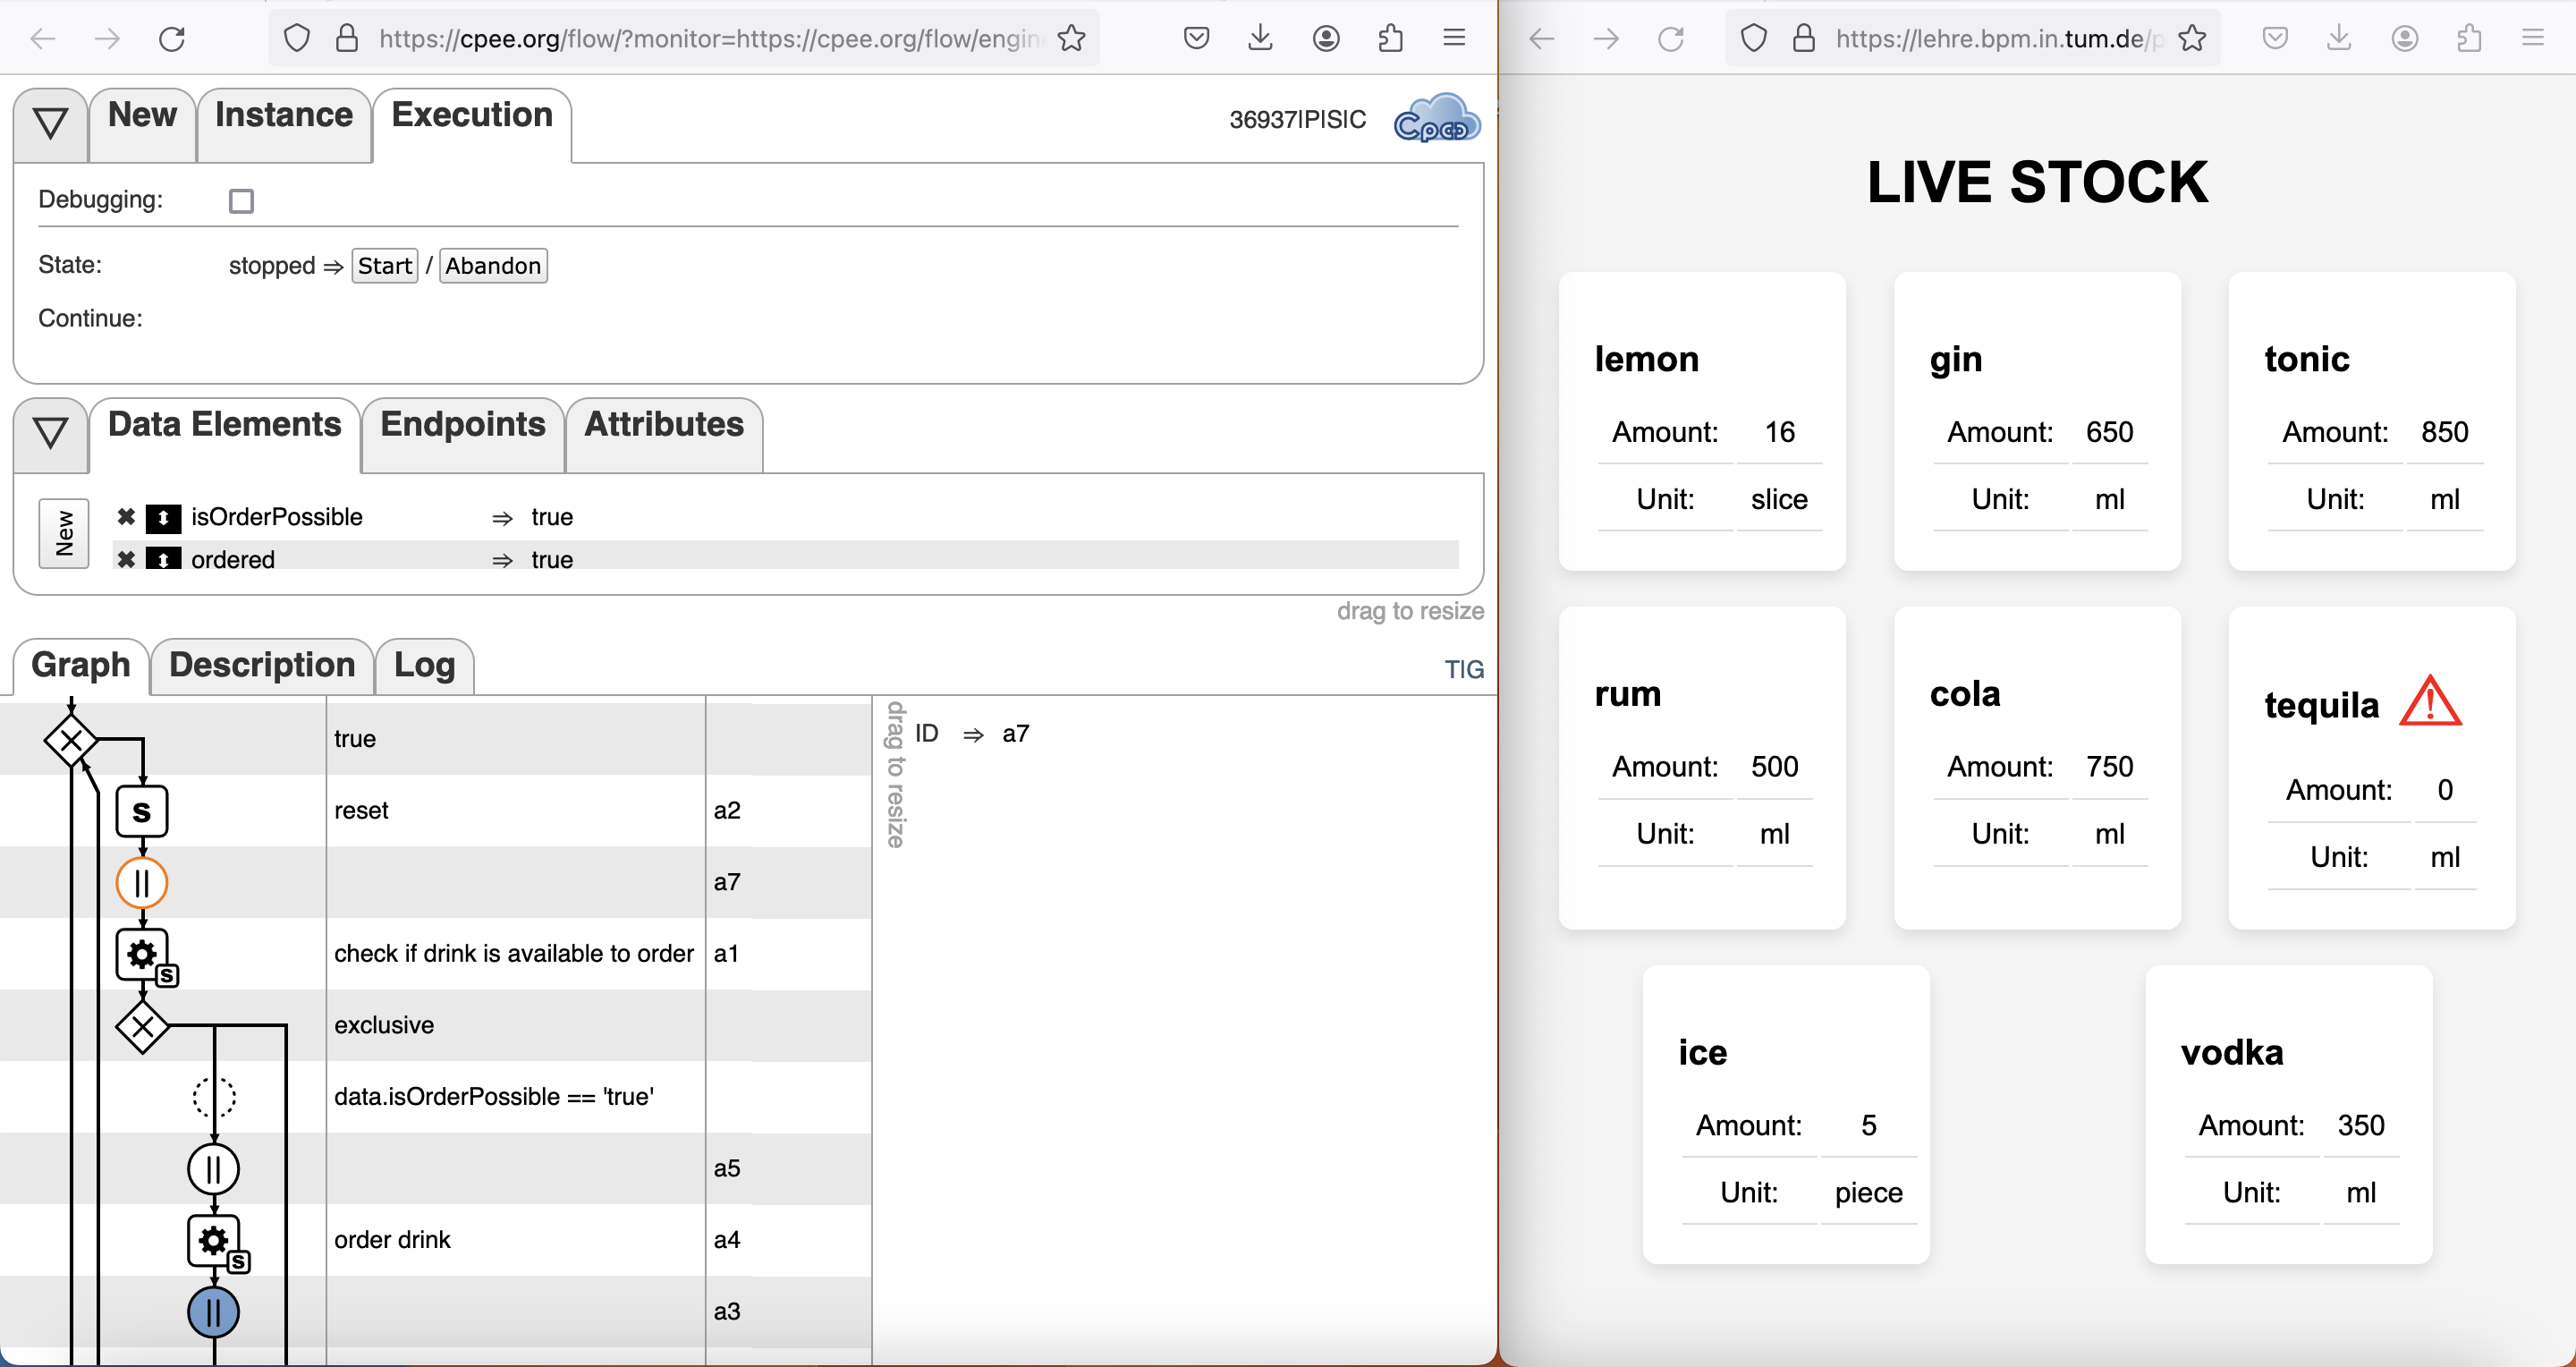 https://cpee.org/flow/?monitor=https://cpee.org/flow/engin
New Instance Execution 36937|P|S|C cpee
Debugging:
State: stopped ⇒ Start / Abandon
Continue:
Data Elements Endpoints Attributes
New
✖ isOrderPossible ⇒ true
✖ ordered ⇒ true
drag to resize
Graph Description Log T|G
true
reset a2
s
a7
check if drink is available to order a1
s
exclusive
data.isOrderPossible == 'true'
a5
order drink a4
s
a3
drag to resize
ID ⇒ a7
https://lehre.bpm.in.tum.de/p
LIVE STOCK
lemon
Amount: 16
Unit: slice
gin
Amount: 650
Unit: ml
tonic
Amount: 850
Unit: ml
rum
Amount: 500
Unit: ml
cola
Amount: 750
Unit: ml
tequila
Amount: 0
Unit: ml
ice
Amount: 5
Unit: piece
vodka
Amount: 350
Unit: ml